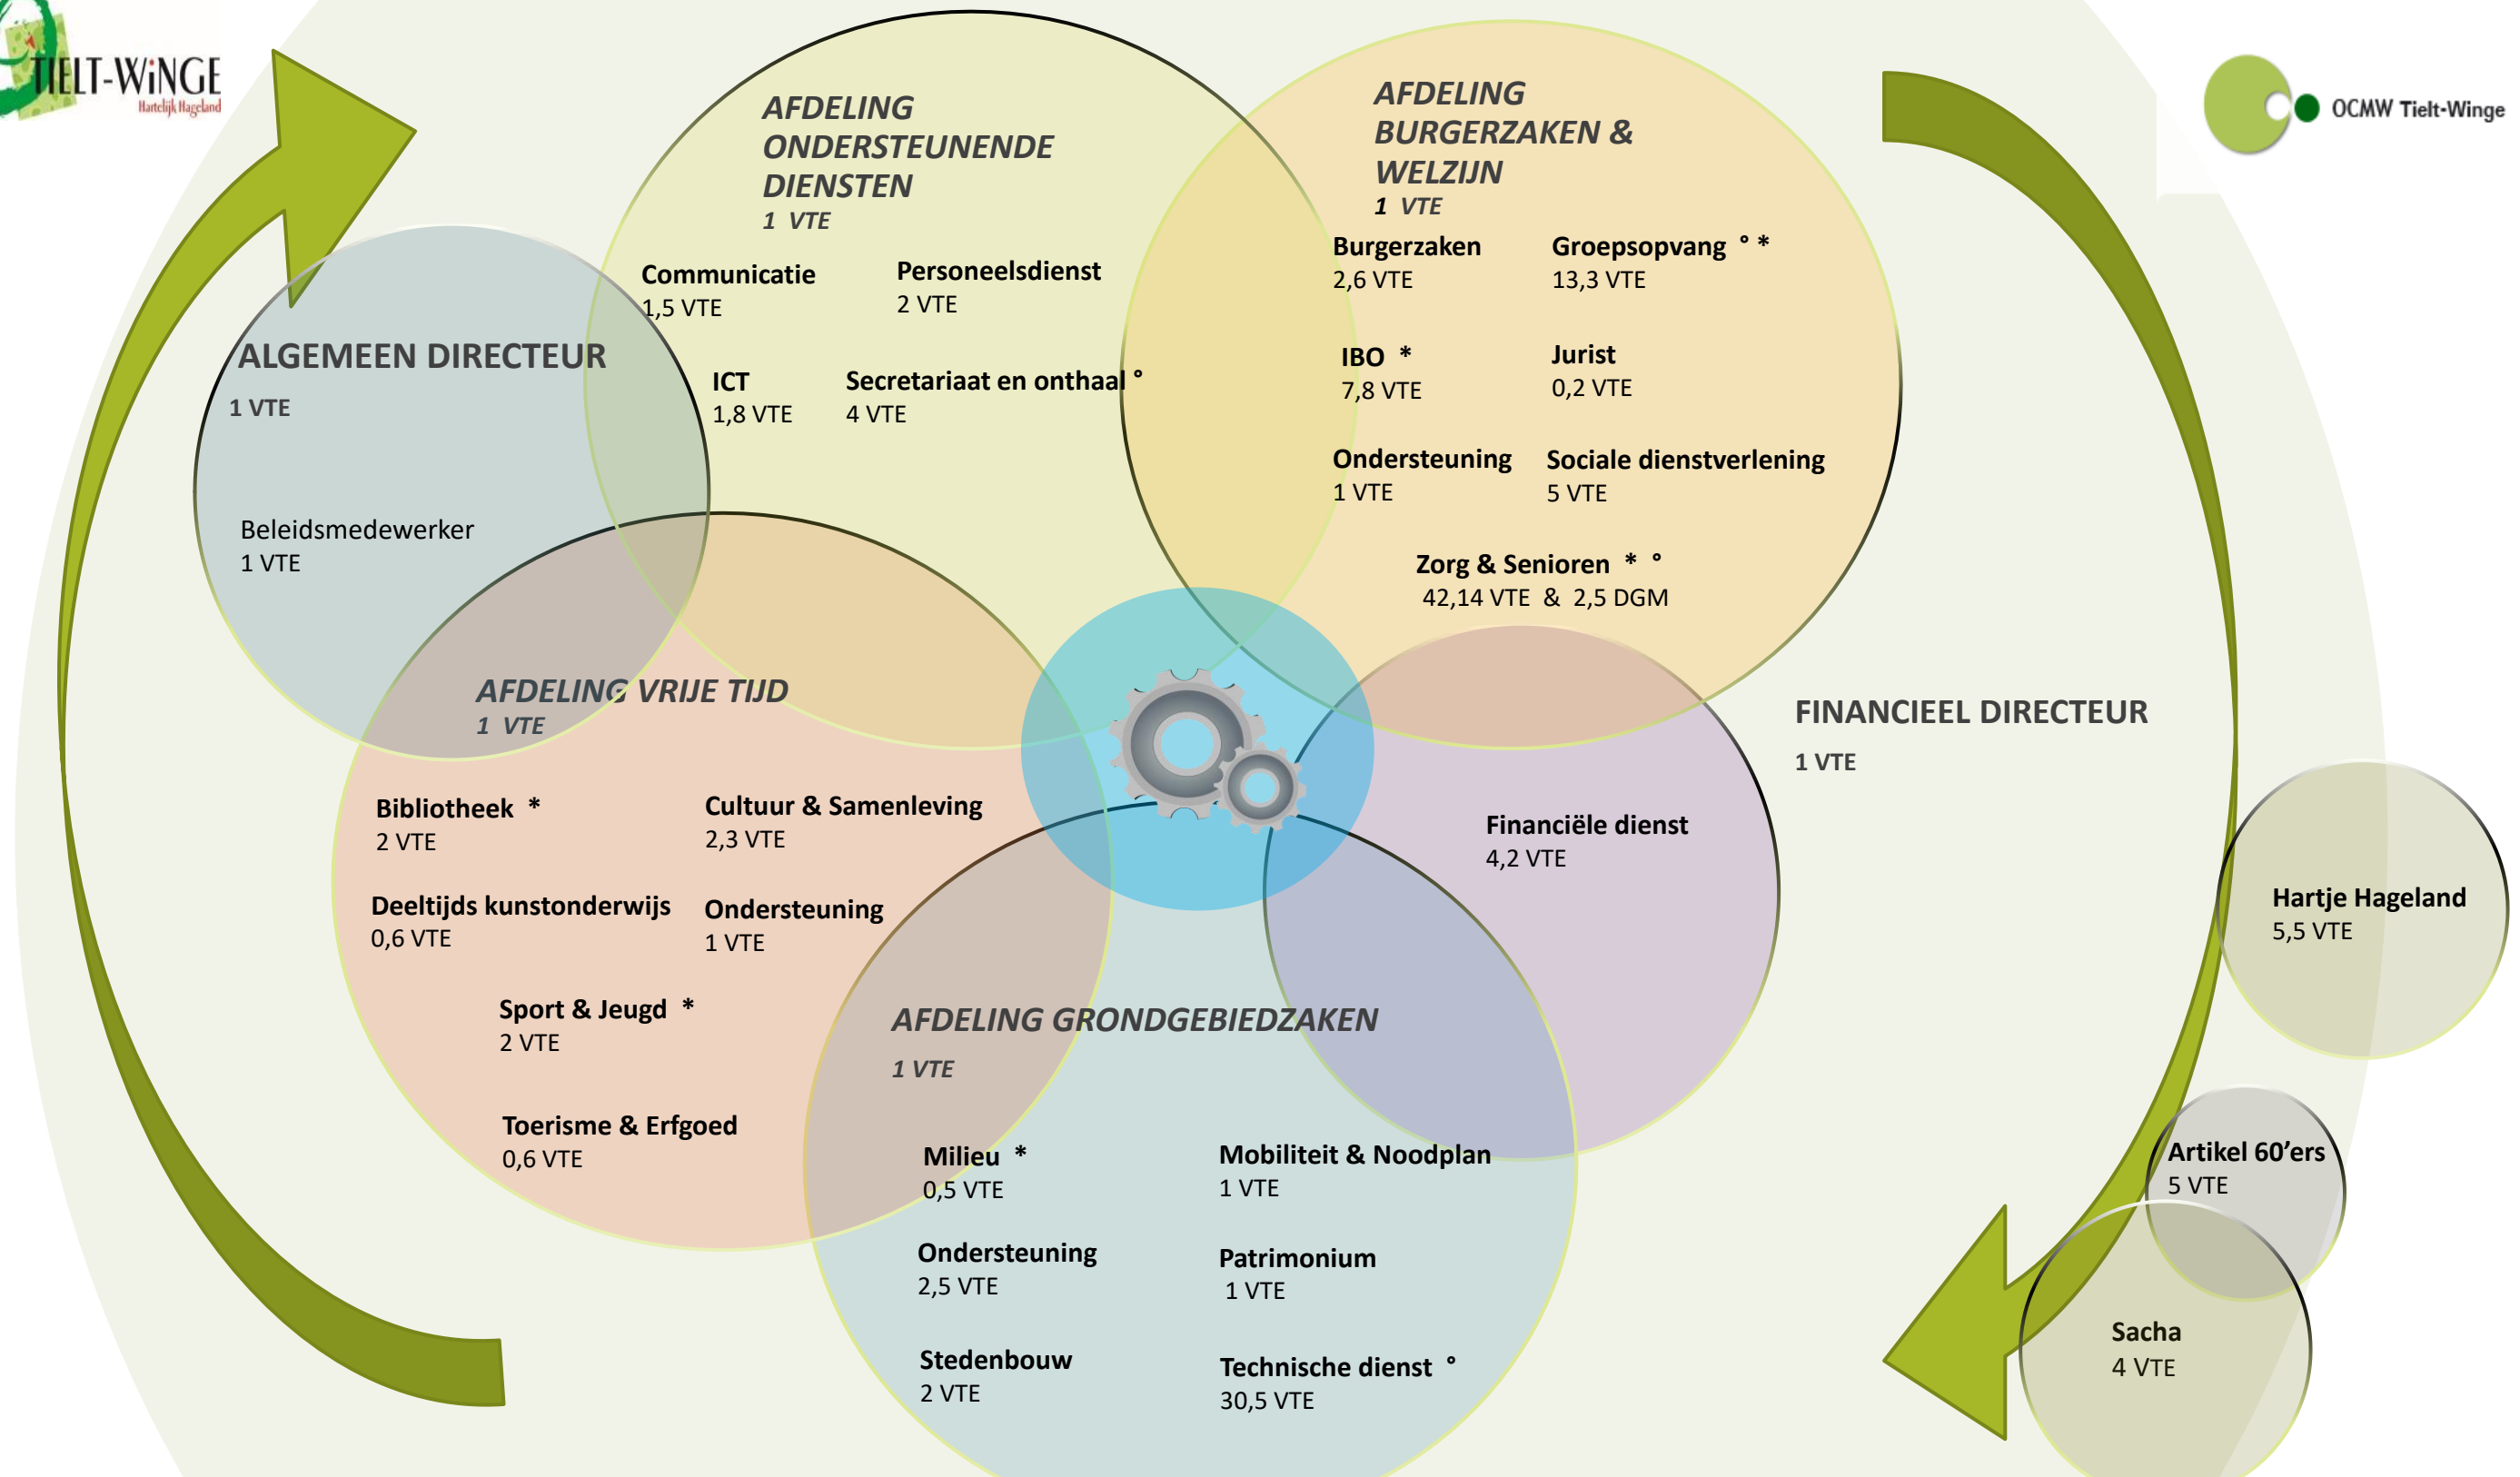 TIELT-WiNGE
Hartelijk Hageland
OCMW Tielt-Winge
AFDELING
ONDERSTEUNENDE
DIENSTEN
1 VTE
Communicatie
1,5 VTE
Personeelsdienst
2 VTE
ICT
1,8 VTE
Secretariaat en onthaal °
4 VTE
AFDELING
BURGERZAKEN &
WELZIJN
1 VTE
Burgerzaken
2,6 VTE
Groepsopvang ° *
13,3 VTE
IBO *
7,8 VTE
Jurist
0,2 VTE
Ondersteuning
1 VTE
Sociale dienstverlening
5 VTE
Zorg & Senioren * °
42,14 VTE & 2,5 DGM
ALGEMEEN DIRECTEUR
1 VTE
Beleidsmedewerker
1 VTE
AFDELING VRIJE TIJD
1 VTE
Bibliotheek *
2 VTE
Cultuur & Samenleving
2,3 VTE
Deeltijds kunstonderwijs
0,6 VTE
Ondersteuning
1 VTE
Sport & Jeugd *
2 VTE
Toerisme & Erfgoed
0,6 VTE
FINANCIEEL DIRECTEUR
1 VTE
Financiële dienst
4,2 VTE
AFDELING GRONDGEBIEDZAKEN
1 VTE
Milieu *
0,5 VTE
Mobiliteit & Noodplan
1 VTE
Ondersteuning
2,5 VTE
Patrimonium
1 VTE
Stedenbouw
2 VTE
Technische dienst °
30,5 VTE
Hartje Hageland
5,5 VTE
Artikel 60’ers
5 VTE
Sacha
4 VTE